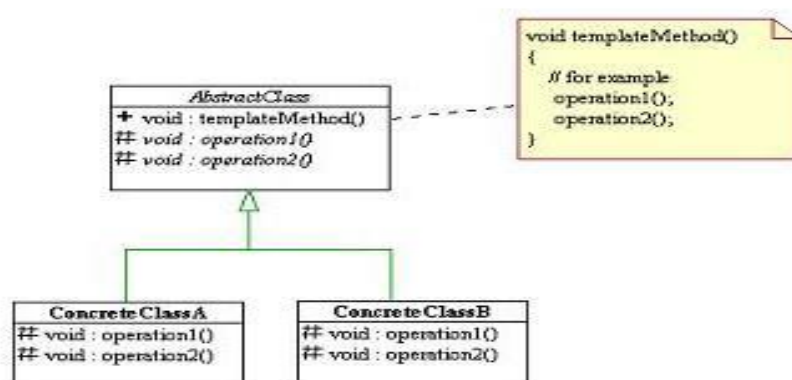 void templateMethod()
{
// for example
operation1();
operation2();
}
AbstractClass
+ void : templateMethod()
# void : operation1()
# void : operation2()
ConcreteClassA
# void : operation1()
# void : operation2()
ConcreteClassB
# void : operation1()
# void : operation2()